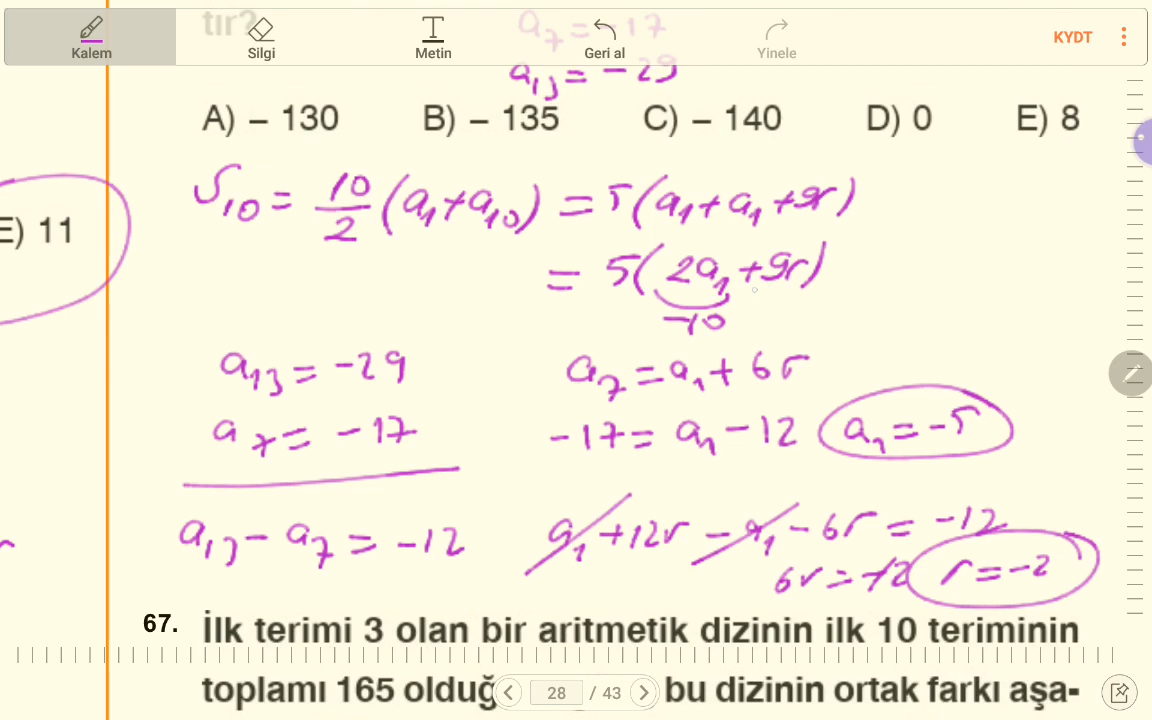 tır?
a7 = -17
Kalem
Silgi
Metin
Geri al
Yinele
KYDT
a13 = -29
A) – 130 B) – 135 C) – 140 D) 0 E) 8
S10 = 10/2 (a1+a10) = 5(a1+a1+9r)
E) 11
= 5(2a1+9r)
-10
a13 = -29 a7 = a1 + 6r
a7 = -17 -17 = a1 - 12 a1 = -5
a13 - a7 = -12 a1 + 12r - a1 - 6r = -12
6r = -12 r = -2
67. İlk terimi 3 olan bir aritmetik dizinin ilk 10 teriminin
toplamı 165 olduğ bu dizinin ortak farkı aşa-
28 / 43